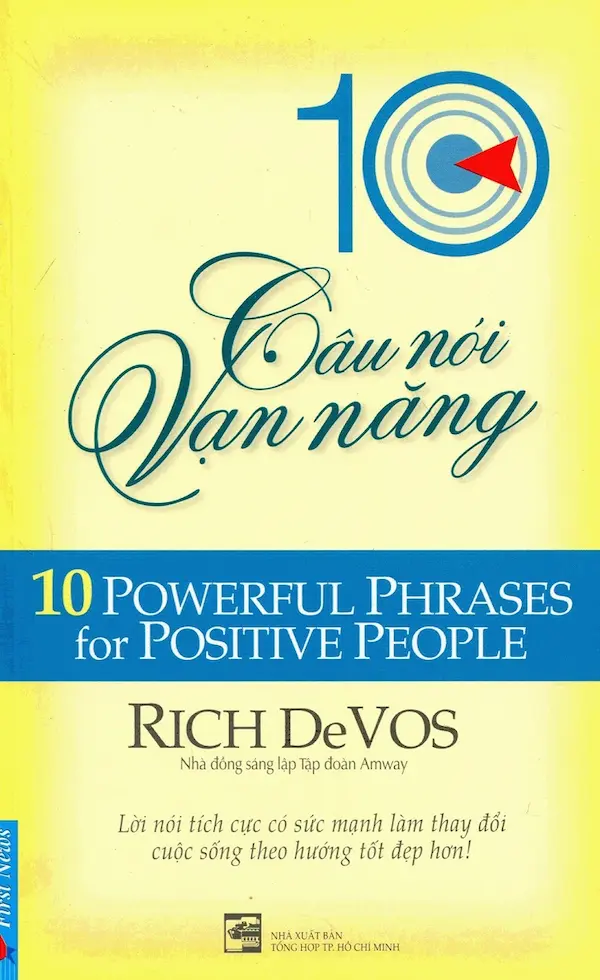 10
Câu nói
Vạn năng
10 POWERFUL PHRASES
for POSITIVE PEOPLE
RICH DeVOS
Nhà đồng sáng lập Tập đoàn Amway
Lời nói tích cực có sức mạnh làm thay đổi
cuộc sống theo hướng tốt đẹp hơn!
First News
NHÀ XUẤT BẢN
TỔNG HỢP TP. HỒ CHÍ MINH